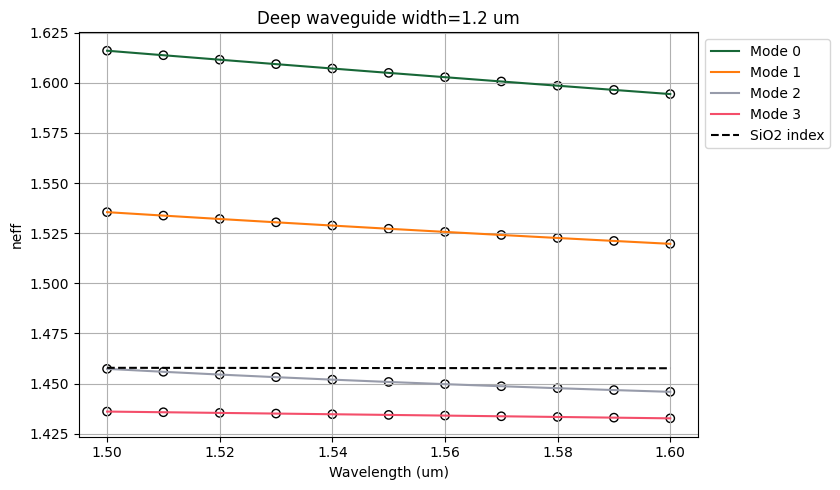 Deep waveguide width=1.2 um
1.625
1.600
1.575
1.550
1.525
1.500
1.475
1.450
1.425
neff
1.50
1.52
1.54
1.56
1.58
1.60
Wavelength (um)
Mode 0
Mode 1
Mode 2
Mode 3
SiO2 index